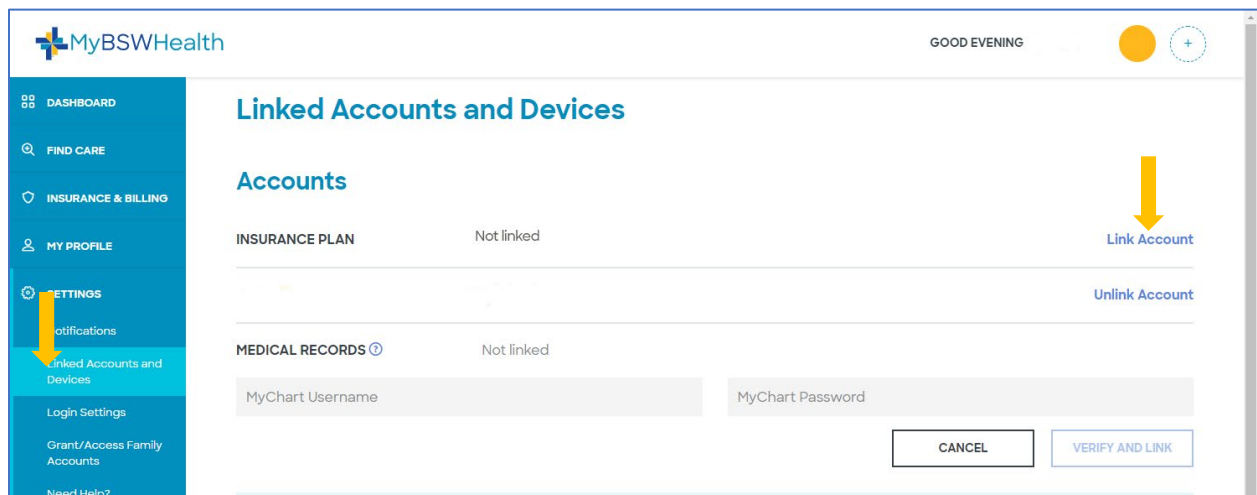 MyBSWHealth
GOOD EVENING
+
DASHBOARD
FIND CARE
INSURANCE & BILLING
MY PROFILE
SETTINGS
Notifications
Linked Accounts and
Devices
Login Settings
Grant/Access Family
Accounts
Need Help?
Linked Accounts and Devices
Accounts
INSURANCE PLAN
Not linked
Link Account
Unlink Account
MEDICAL RECORDS ?
Not linked
MyChart Username
MyChart Password
CANCEL
VERIFY AND LINK